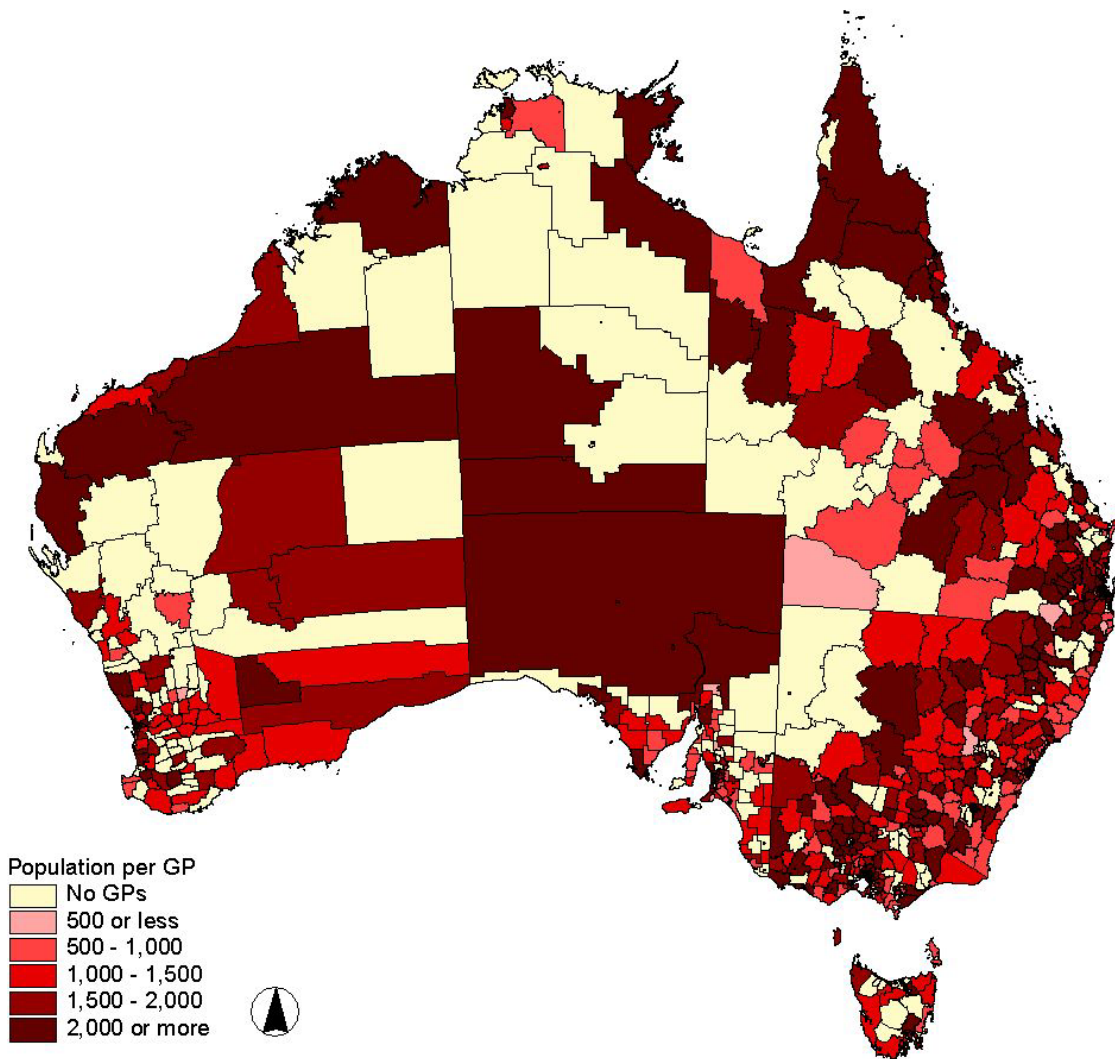 Population per GP
No GPs
500 or less
500 - 1,000
1,000 - 1,500
1,500 - 2,000
2,000 or more